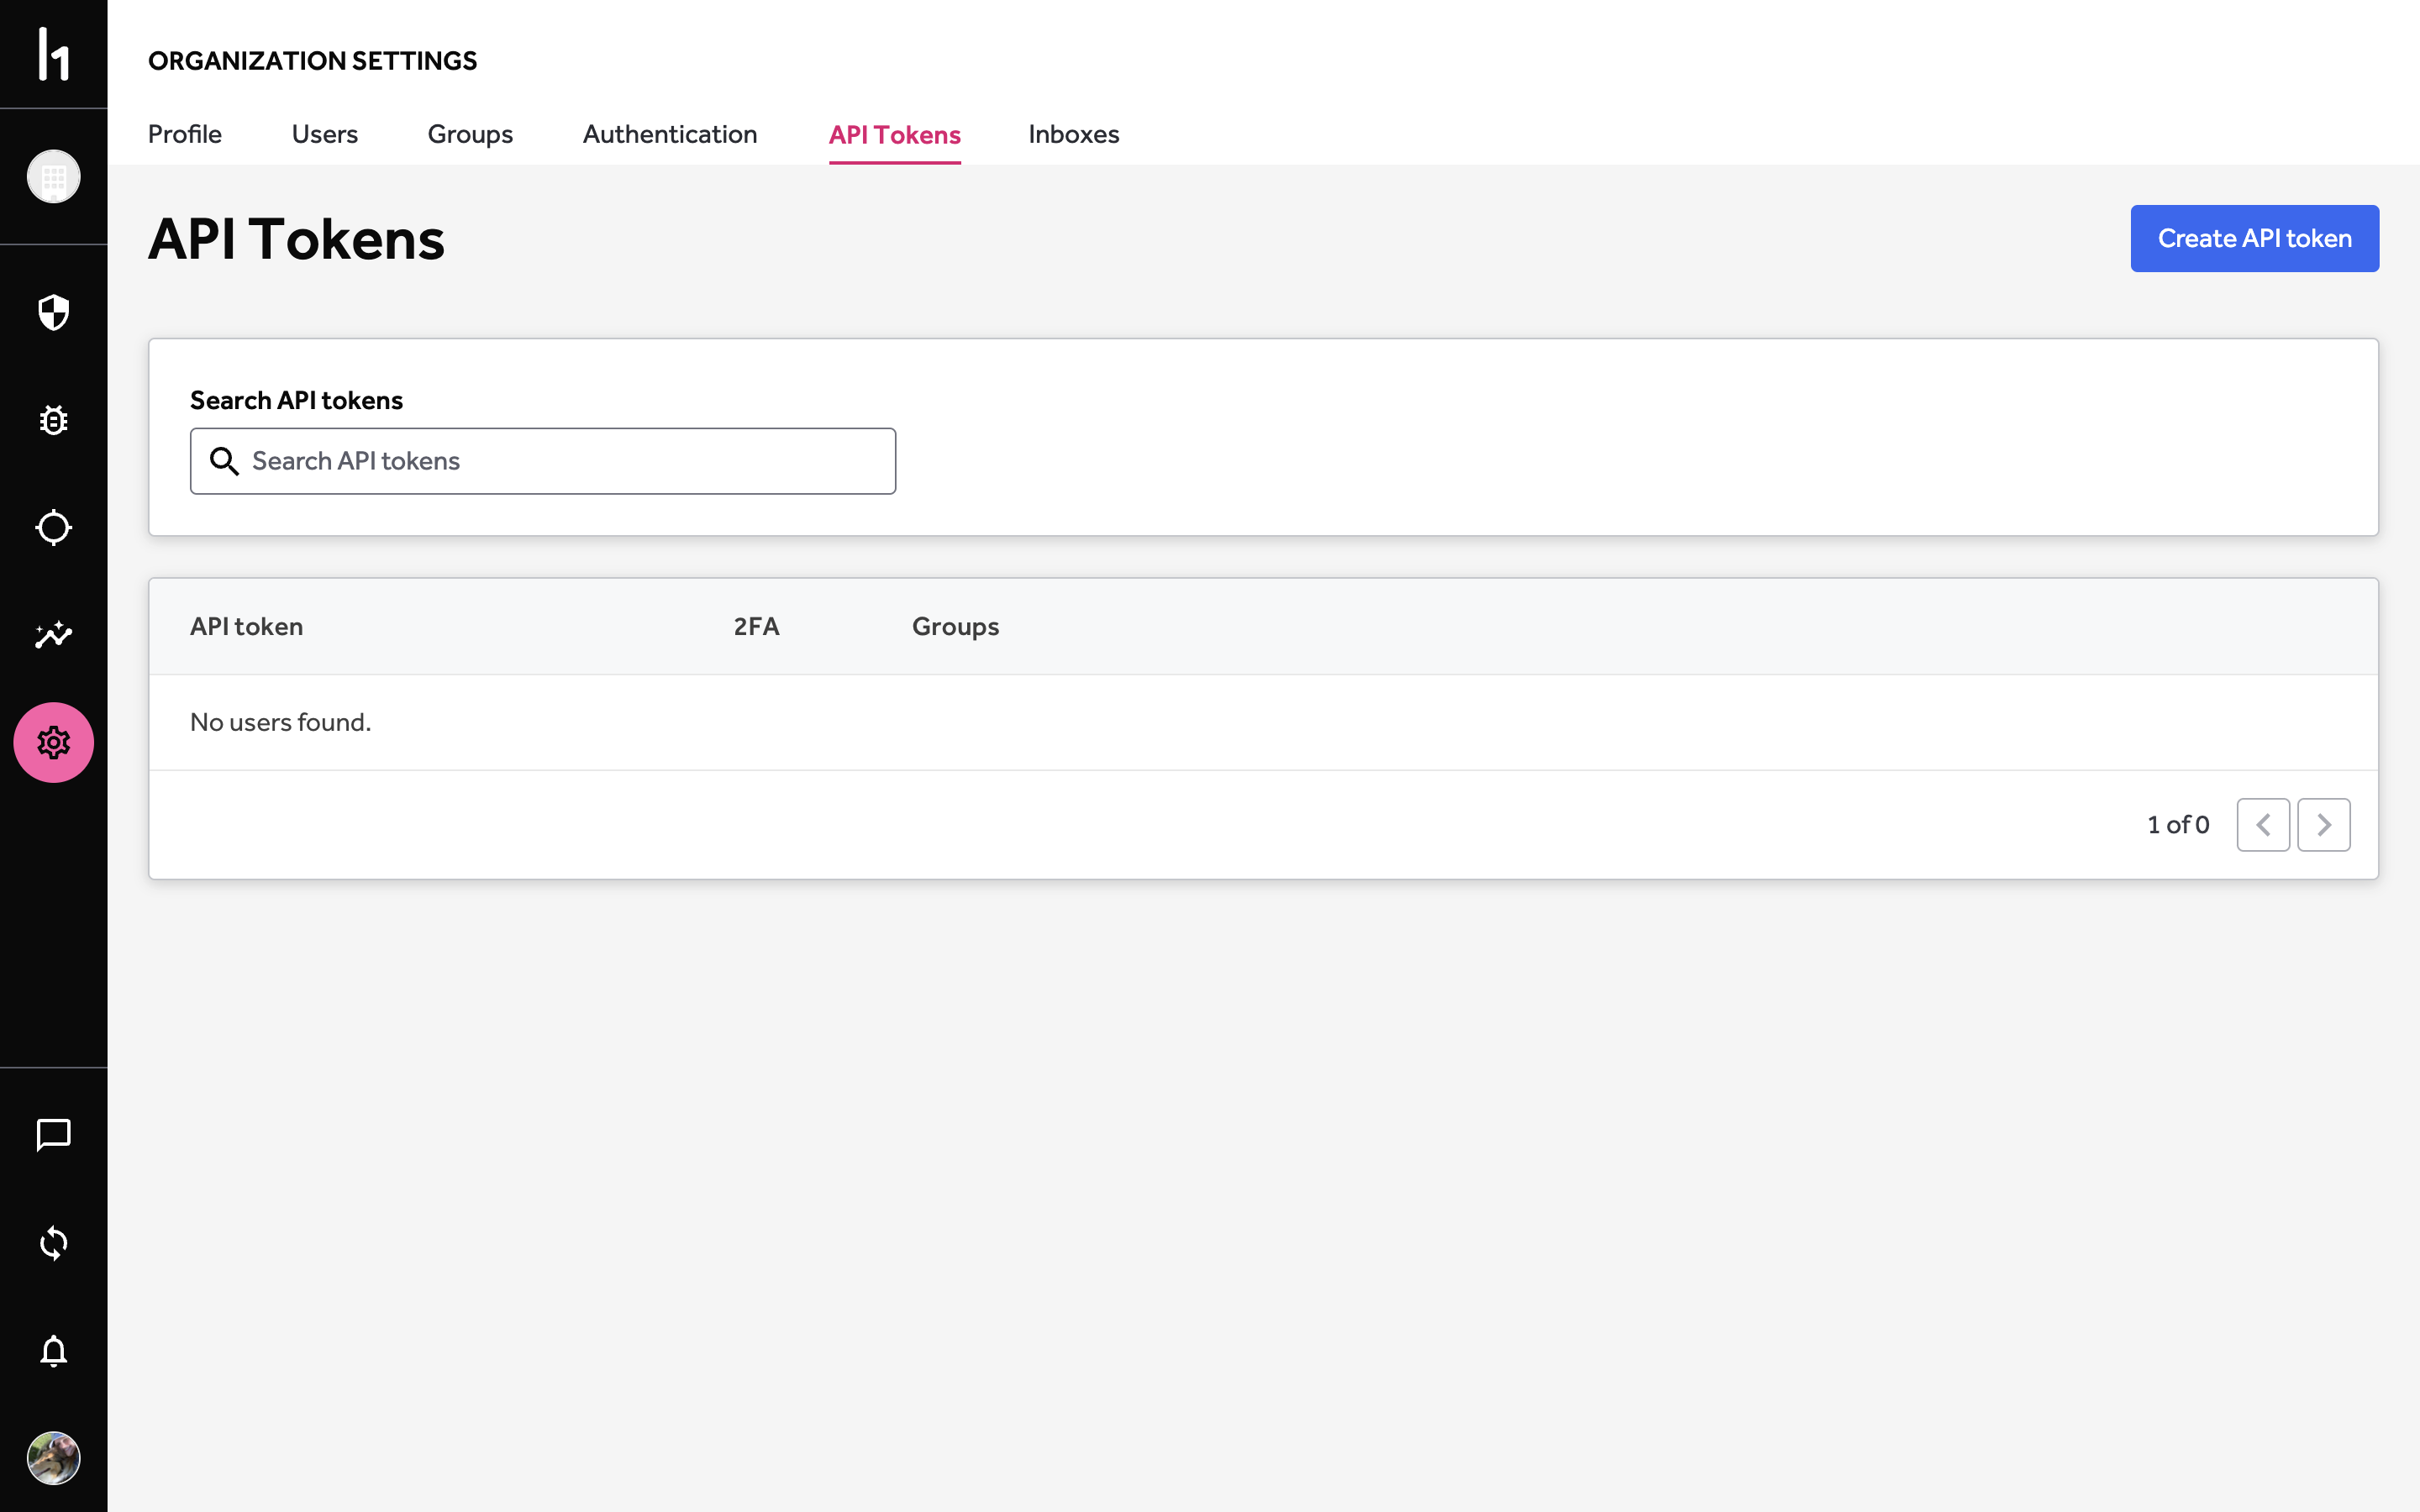 h1
ORGANIZATION SETTINGS
Profile Users Groups Authentication API Tokens Inboxes
API Tokens
Create API token
Search API tokens
Search API tokens
API token 2FA Groups
No users found.
1 of 0